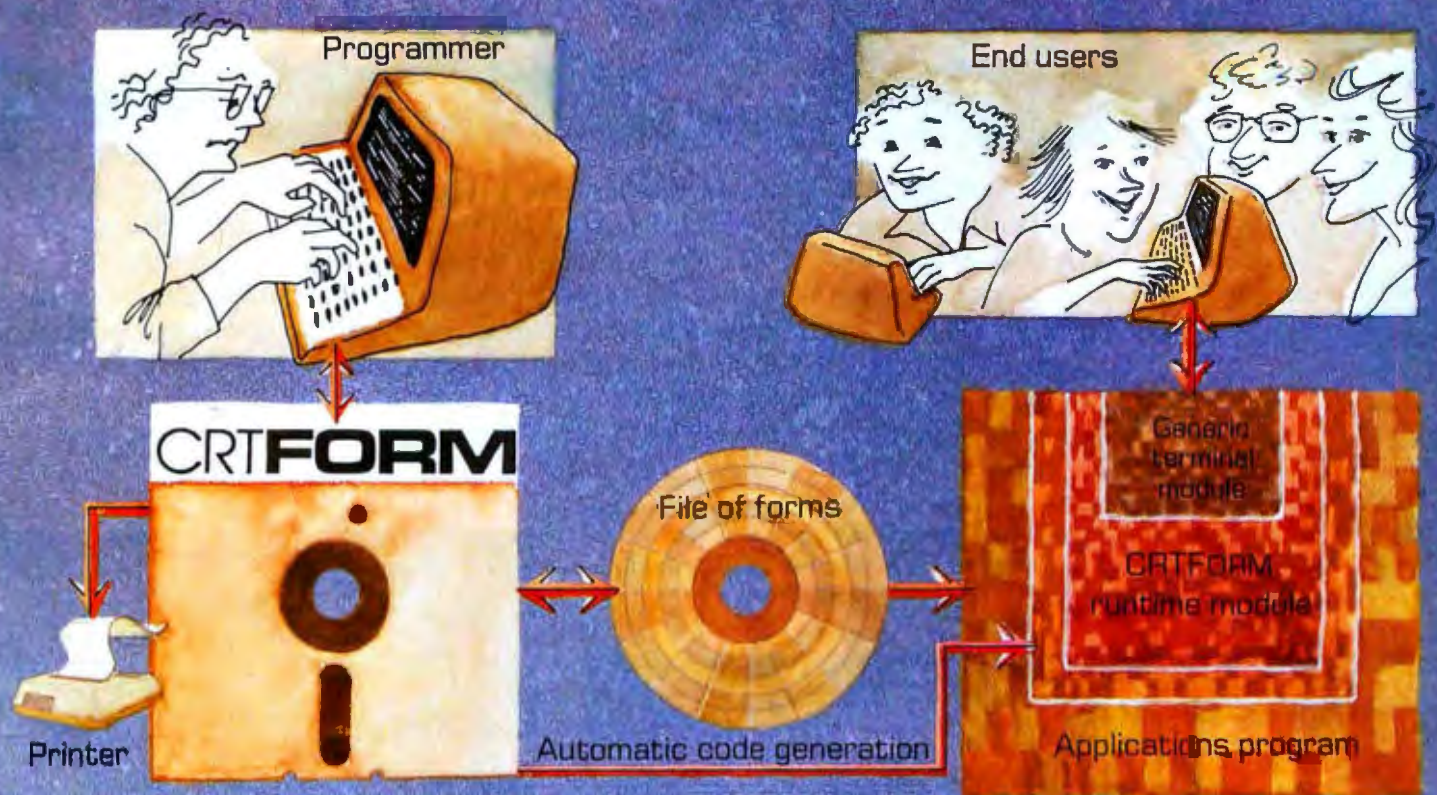 Programmer
End users
CRTFORM
File of forms
Generic
terminal
module
CRTFORM
runtime module
Printer
Automatic code generation
Applications program